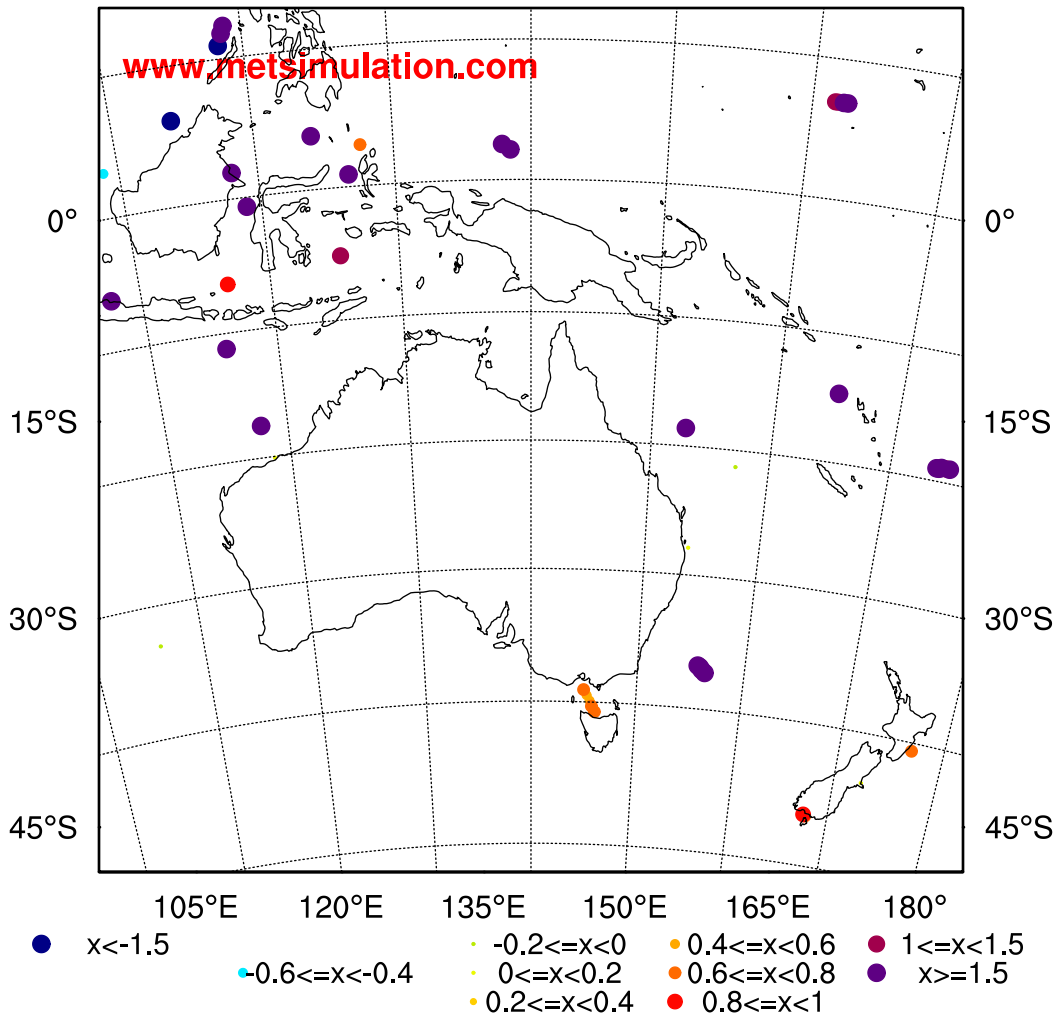 www.metsimulation.com
0° 0°
15°S 15°S
30°S 30°S
45°S 45°S
105°E 120°E 135°E 150°E 165°E 180°
x<-1.5 -0.2<=x<0 0.4<=x<0.6 1<=x<1.5
-0.6<=x<-0.4 0<=x<0.2 0.6<=x<0.8 x>=1.5
0.2<=x<0.4 0.8<=x<1